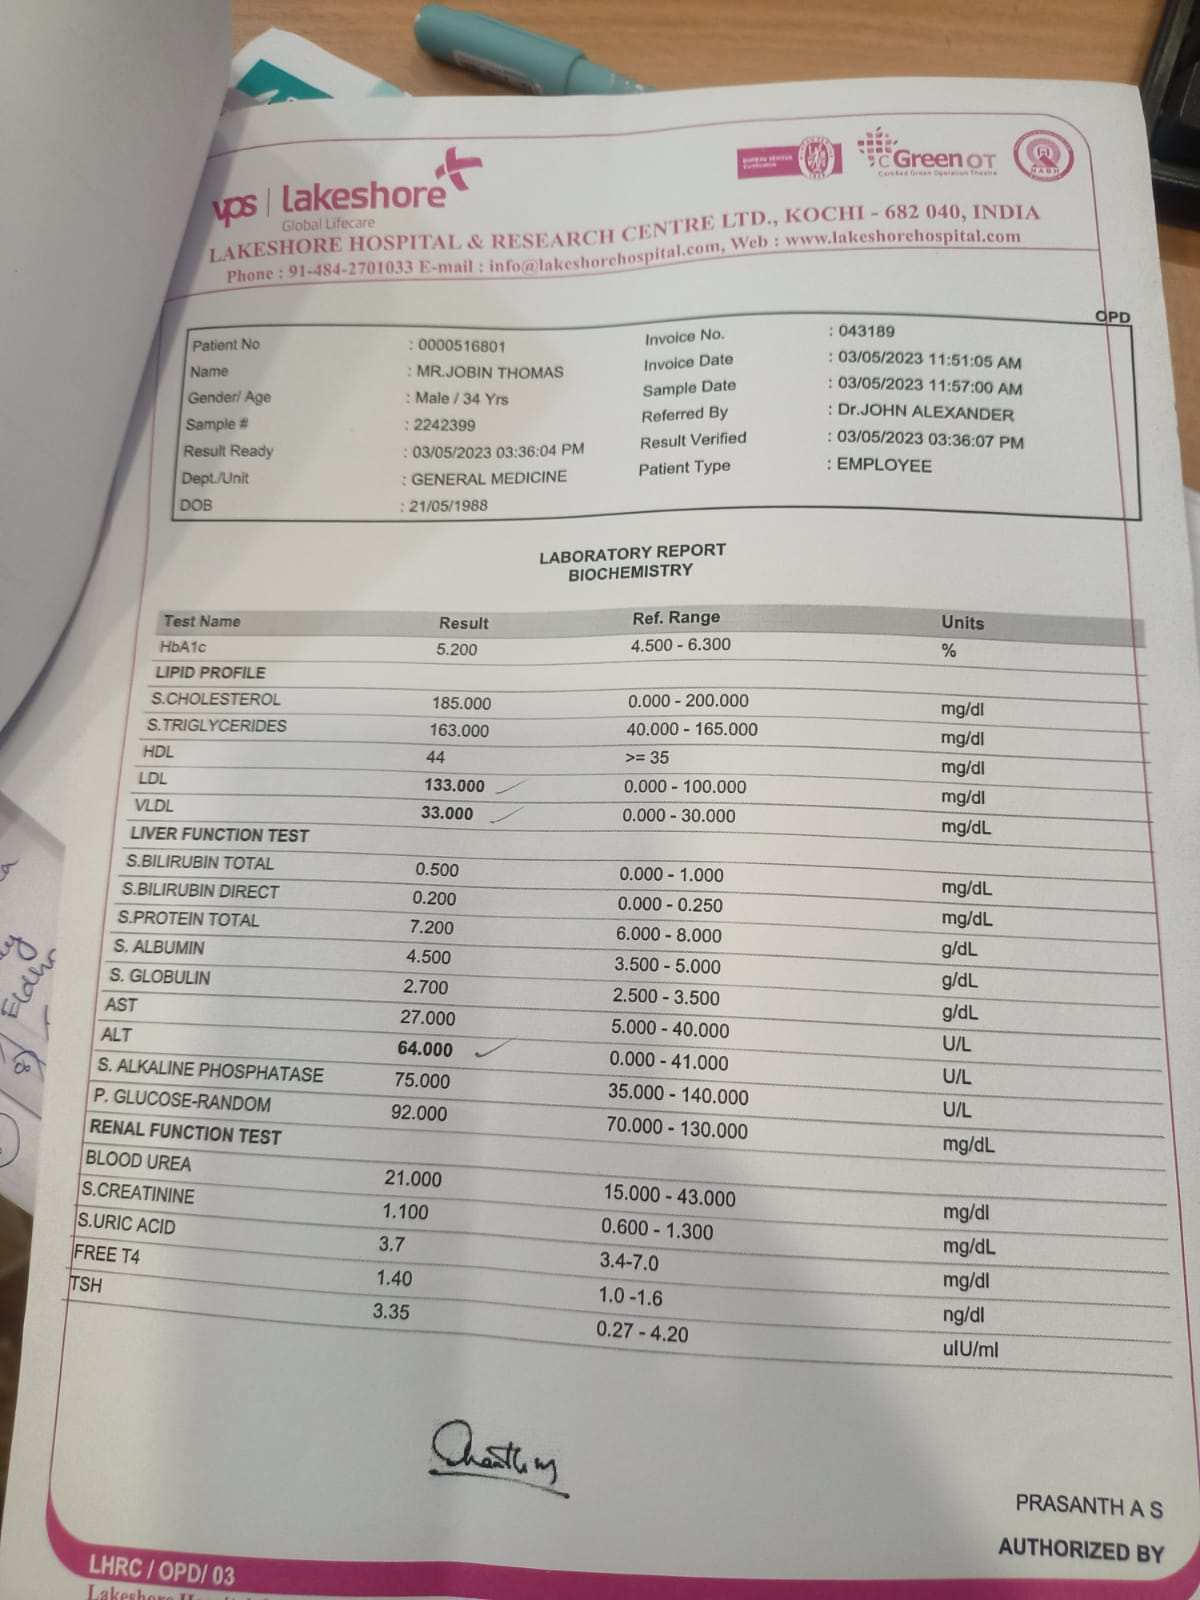 vps | Lakeshore
Global Lifecare
cGreen OT
Certified Green Operation Theatre
NABH
LAKESHORE HOSPITAL & RESEARCH CENTRE LTD., KOCHI - 682 040, INDIA
Phone : 91-484-2701033 E-mail : info@lakeshorehospital.com, Web : www.lakeshorehospital.com
OPD
Patient No : 0000516801 Invoice No. : 043189
Name : MR.JOBIN THOMAS Invoice Date : 03/05/2023 11:51:05 AM
Gender/ Age : Male / 34 Yrs Sample Date : 03/05/2023 11:57:00 AM
Sample # : 2242399 Referred By : Dr.JOHN ALEXANDER
Result Ready : 03/05/2023 03:36:04 PM Result Verified : 03/05/2023 03:36:07 PM
Dept./Unit : GENERAL MEDICINE Patient Type : EMPLOYEE
DOB : 21/05/1988
LABORATORY REPORT
BIOCHEMISTRY
Test Name Result Ref. Range Units
HbA1c 5.200 4.500 - 6.300 %
LIPID PROFILE
S.CHOLESTEROL 185.000 0.000 - 200.000 mg/dl
S.TRIGLYCERIDES 163.000 40.000 - 165.000 mg/dl
HDL 44 >= 35 mg/dl
LDL 133.000 0.000 - 100.000 mg/dl
VLDL 33.000 0.000 - 30.000 mg/dL
LIVER FUNCTION TEST
S.BILIRUBIN TOTAL 0.500 0.000 - 1.000 mg/dL
S.BILIRUBIN DIRECT 0.200 0.000 - 0.250 mg/dL
S.PROTEIN TOTAL 7.200 6.000 - 8.000 g/dL
S. ALBUMIN 4.500 3.500 - 5.000 g/dL
S. GLOBULIN 2.700 2.500 - 3.500 g/dL
AST 27.000 5.000 - 40.000 U/L
ALT 64.000 0.000 - 41.000 U/L
S. ALKALINE PHOSPHATASE 75.000 35.000 - 140.000 U/L
P. GLUCOSE-RANDOM 92.000 70.000 - 130.000 mg/dL
RENAL FUNCTION TEST
BLOOD UREA 21.000 15.000 - 43.000 mg/dl
S.CREATININE 1.100 0.600 - 1.300 mg/dL
S.URIC ACID 3.7 3.4-7.0 mg/dl
FREE T4 1.40 1.0 -1.6 ng/dl
TSH 3.35 0.27 - 4.20 uIU/ml
PRASANTH A S
AUTHORIZED BY
LHRC / OPD/ 03